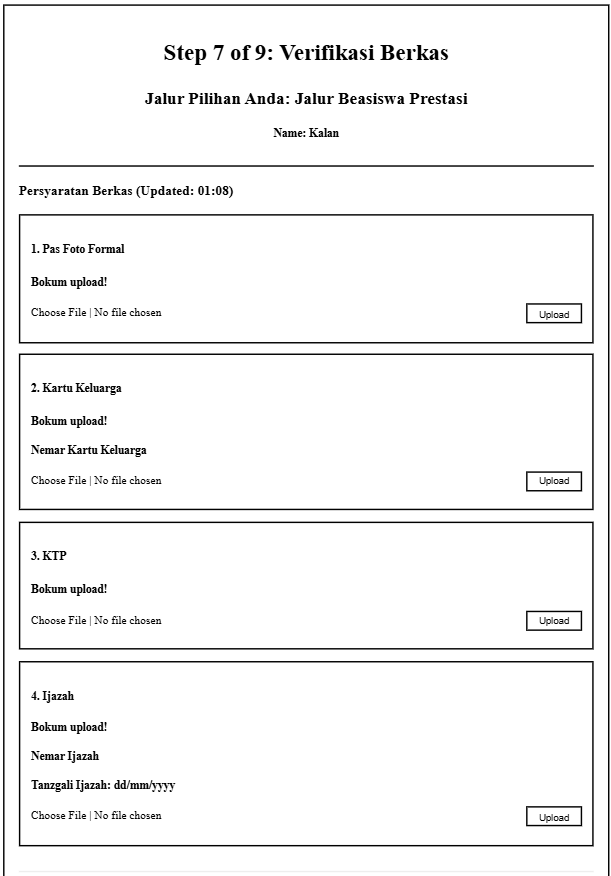 Step 7 of 9: Verifikasi Berkas
Jalur Pilihan Anda: Jalur Beasiswa Prestasi
Name: Kalan
Persyaratan Berkas (Updated: 01:08)
1. Pas Foto Formal
Bokum upload!
Choose File | No file chosen
Upload
2. Kartu Keluarga
Bokum upload!
Nemar Kartu Keluarga
Choose File | No file chosen
Upload
3. KTP
Bokum upload!
Choose File | No file chosen
Upload
4. Ijazah
Bokum upload!
Nemar Ijazah
Tanzgali Ijazah: dd/mm/yyyy
Choose File | No file chosen
Upload